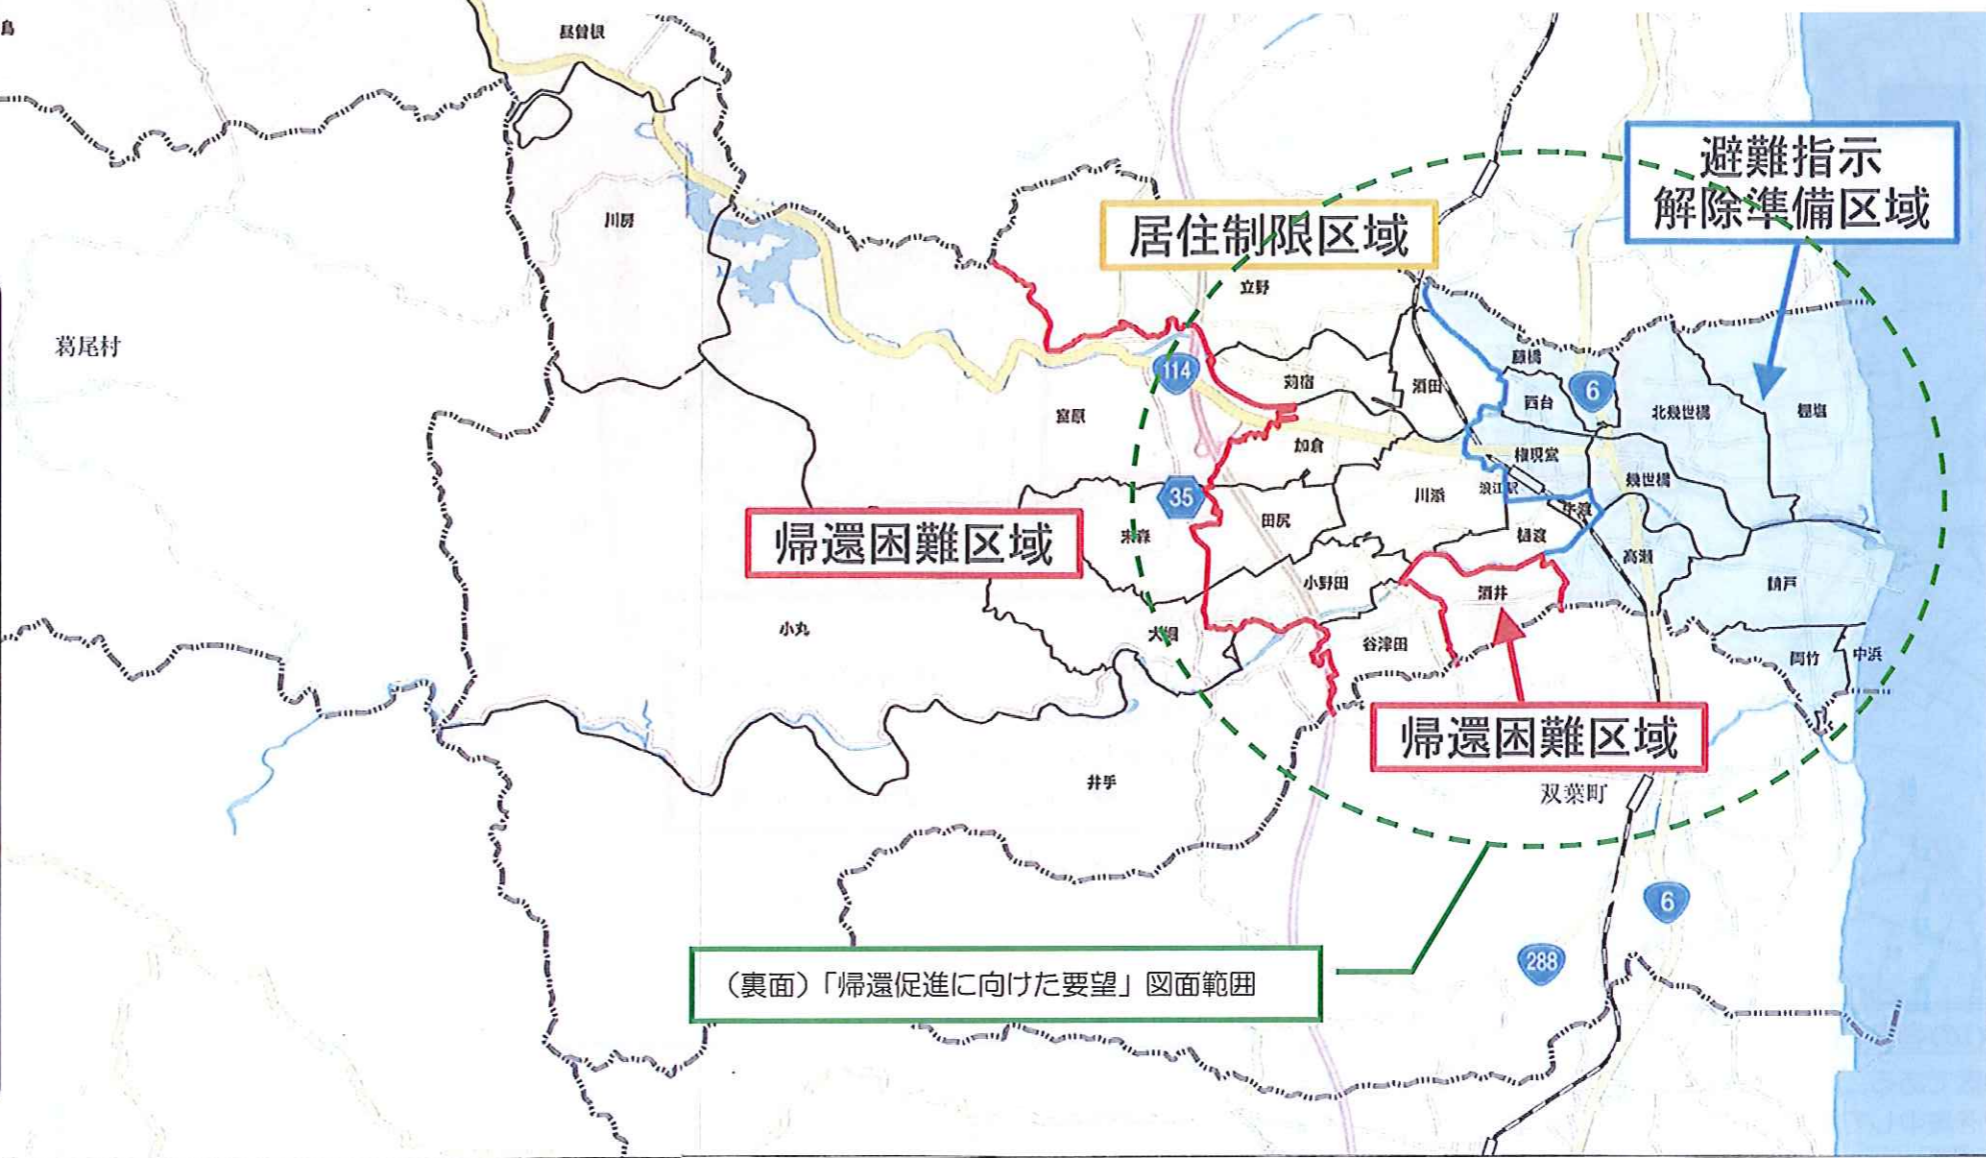 昼曽根
避難指示
解除準備区域
川房
居住制限区域
立野
葛尾村
藤橋
114
苅宿
酒田
西台
6
北幾世橋
棚塩
室原
加倉
権現堂
35
川添
浪江駅
幾世橋
牛渡
田尻
帰還困難区域
末森
樋渡
高瀬
小野田
酒井
請戸
小丸
大堀
谷津田
両竹
中浜
帰還困難区域
井手
双葉町
6
288
（裏面）「帰還促進に向けた要望」図面範囲